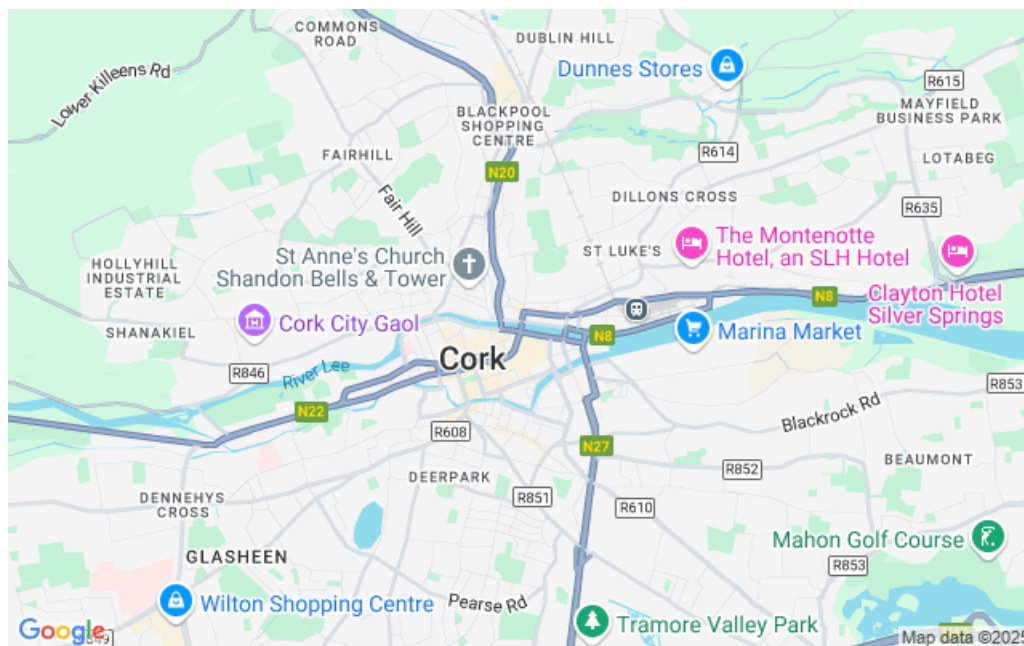 COMMONS
ROAD
DUBLIN HILL
Dunnes Stores
Lower Killeens Rd
R615
MAYFIELD
BUSINESS PARK
BLACKPOOL
SHOPPING
CENTRE
FAIRHILL
R614
LOTABEG
N20
Fair Hill
DILLONS CROSS
R635
St Anne's Church
Shandon Bells & Tower
ST LUKE'S
The Montenotte
Hotel, an SLH Hotel
HOLLYHILL
INDUSTRIAL
ESTATE
Clayton Hotel
Silver Springs
N8
SHANAKIEL
Cork City Gaol
N8
Marina Market
Cork
River Lee
R846
R853
N22
Blackrock Rd
R608
N27
R852
BEAUMONT
DEERPARK
DENNEHYS
CROSS
R851
R610
GLASHEEN
Mahon Golf Course
R853
Wilton Shopping Centre
Pearse Rd
Tramore Valley Park
Google
Map data ©2025